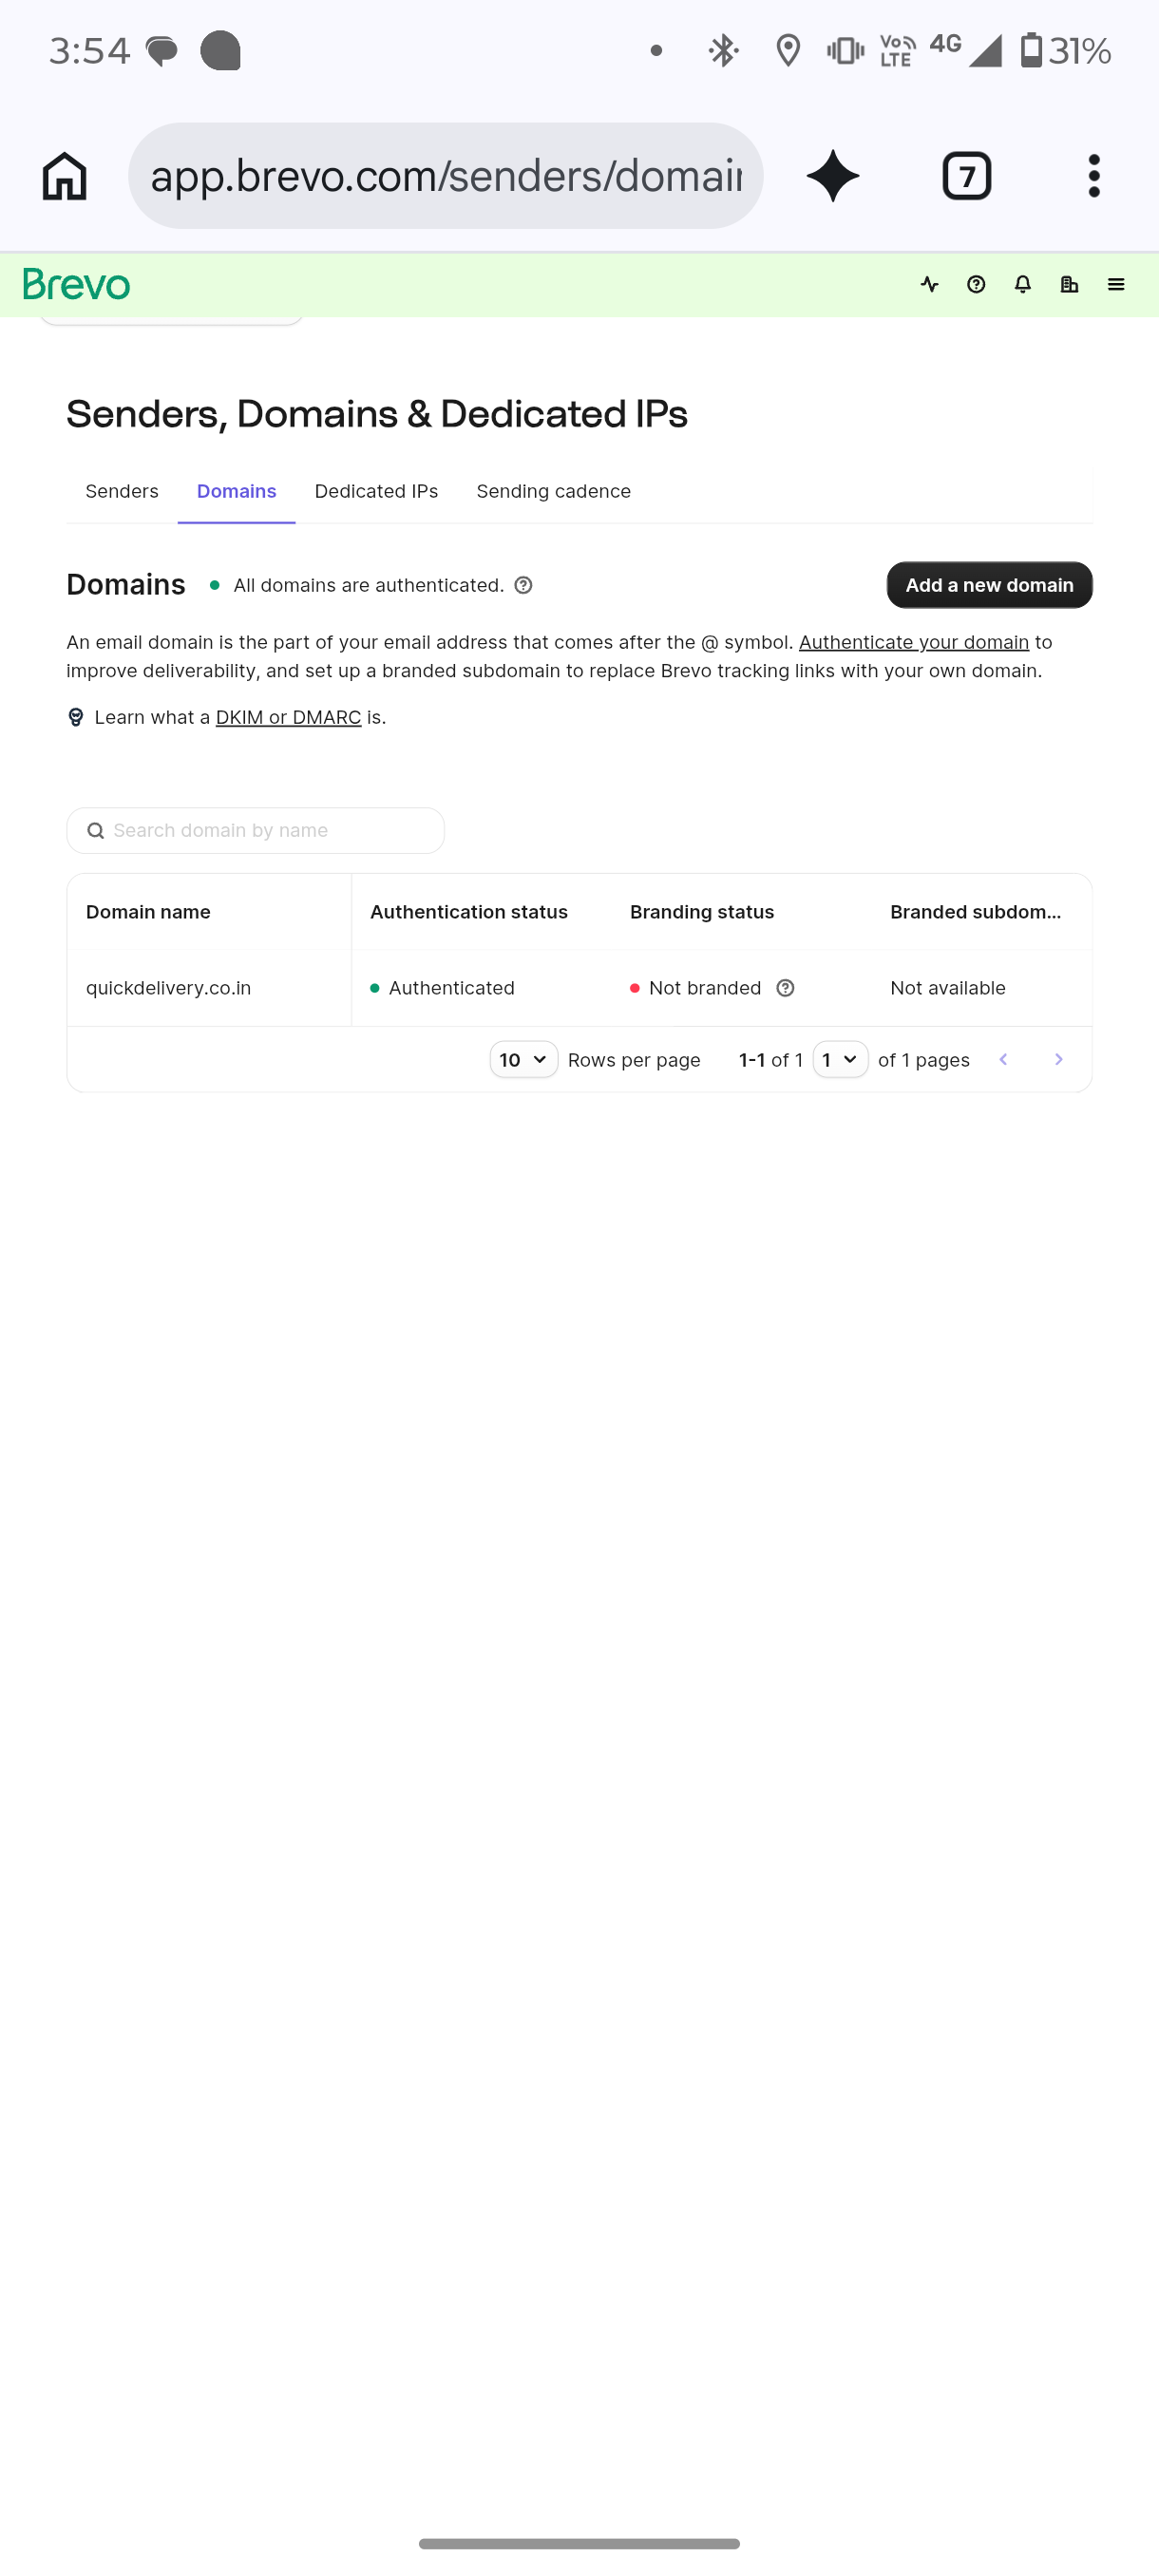 3:54
Vo
LTE
4G
31%
app.brevo.com/senders/domain
7
Brevo
Senders, Domains & Dedicated IPs
Senders Domains Dedicated IPs Sending cadence
Domains All domains are authenticated. Add a new domain
An email domain is the part of your email address that comes after the @ symbol. Authenticate your domain to
improve deliverability, and set up a branded subdomain to replace Brevo tracking links with your own domain.
Learn what a DKIM or DMARC is.
Search domain by name
Domain name Authentication status Branding status Branded subdom...
quickdelivery.co.in Authenticated Not branded Not available
10 Rows per page 1-1 of 1 1 of 1 pages